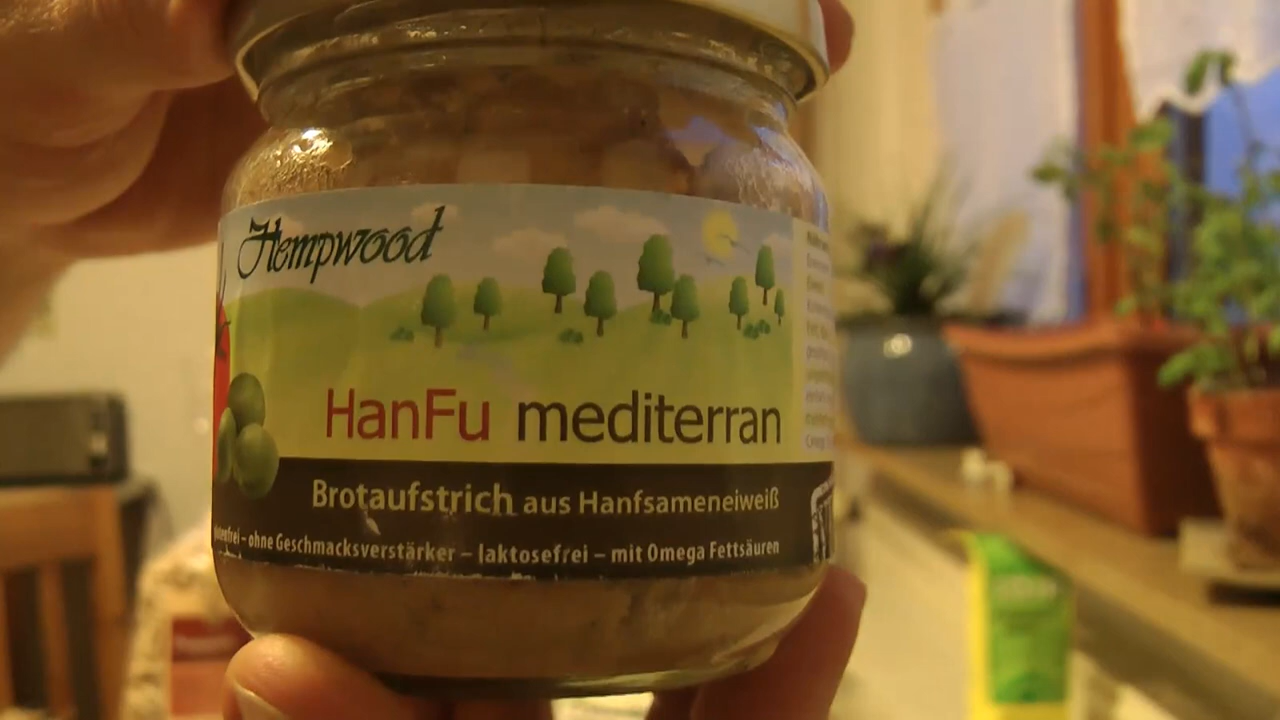 Hempwood
HanFu mediterran
Brotaufstrich aus Hanfsameneiweiß
– ohne Geschmacksverstärker – laktosefrei – mit Omega Fettsäuren